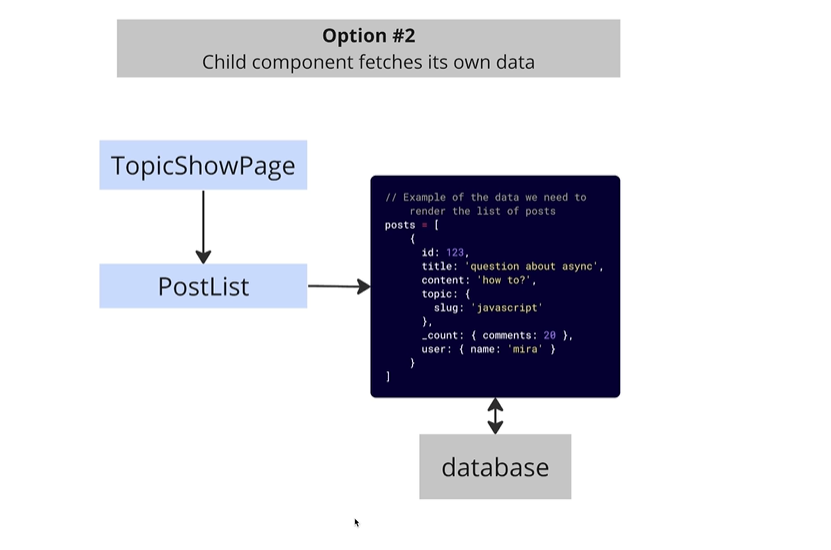 Option #2
Child component fetches its own data
TopicShowPage
PostList
// Example of the data we need to
render the list of posts
posts = [
{
id: 123,
title: 'question about async',
content: 'how to?',
topic: {
slug: 'javascript'
},
_count: { comments: 20 },
user: { name: 'mira' }
}
]
database